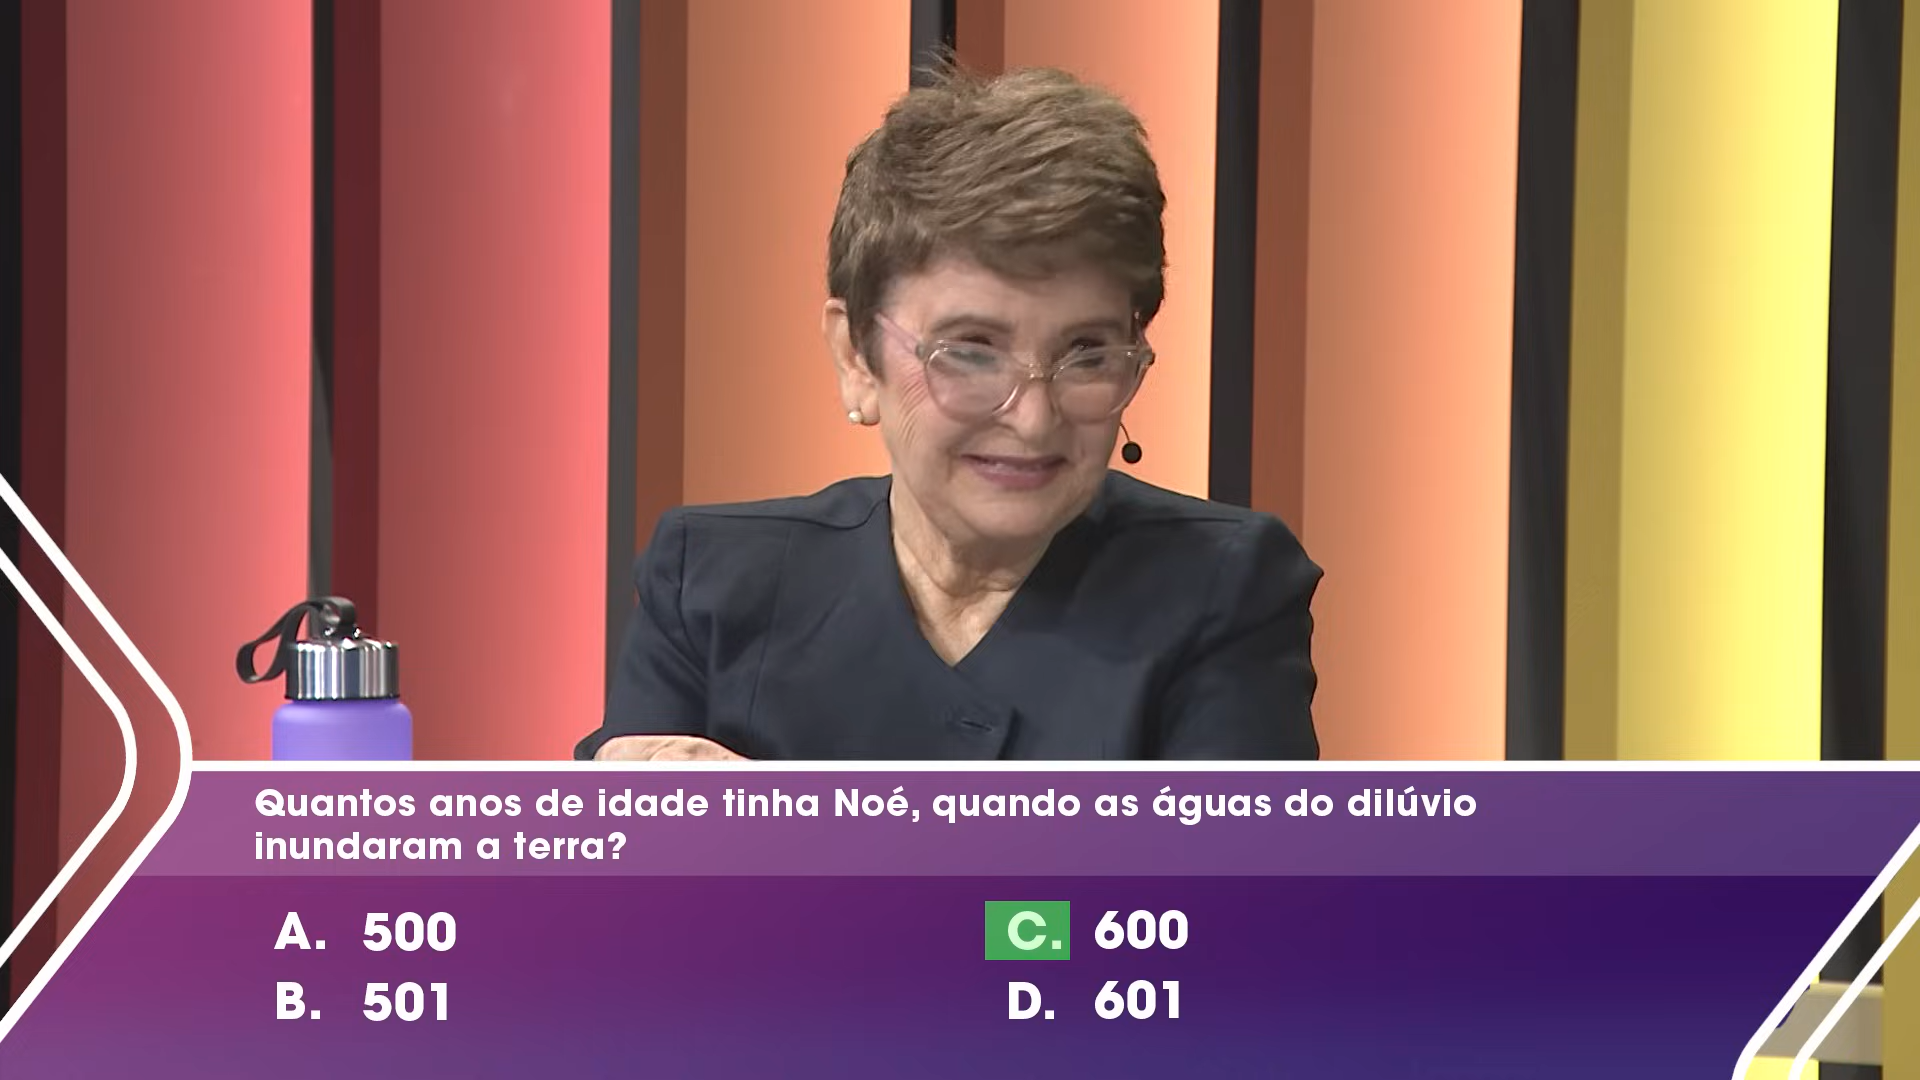 Quantos anos de idade tinha Noé, quando as águas do dilúvio
inundaram a terra?
A. 500
B. 501
C. 600
D. 601